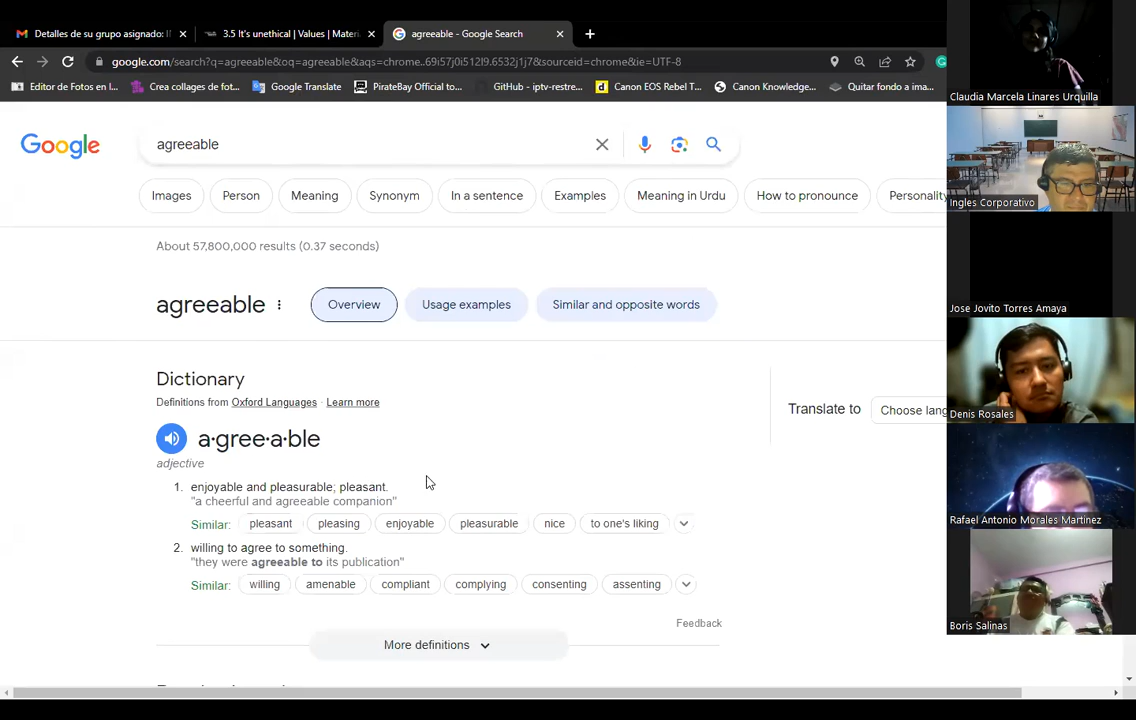 Detalles de su grupo asignado: I
3.5 It's unethical | Values | Mater
agreeable - Google Search
google.com/search?q=agreeable&oq=agreeable&aqs=chrome..69i57j0i512l9.6532j1j7&sourceid=chrome&ie=UTF-8
Editor de Fotos en l...
Crea collages de fot...
Google Translate
PirateBay Official to...
GitHub - iptv-restre...
Canon EOS Rebel T...
Canon Knowledge...
Quitar fondo a ima...
Google
agreeable
Images
Person
Meaning
Synonym
In a sentence
Examples
Meaning in Urdu
How to pronounce
Personality
About 57,800,000 results (0.37 seconds)
agreeable
Overview
Usage examples
Similar and opposite words
Dictionary
Definitions from Oxford Languages · Learn more
a·gree·a·ble
adjective
1. enjoyable and pleasurable; pleasant.
"a cheerful and agreeable companion"
Similar: pleasant pleasing enjoyable pleasurable nice to one's liking
2. willing to agree to something.
"they were agreeable to its publication"
Similar: willing amenable compliant complying consenting assenting
Feedback
More definitions
Translate to
Choose lang
Claudia Marcela Linares Urquilla
Ingles Corporativo
Jose Jovito Torres Amaya
Denis Rosales
Rafael Antonio Morales Martinez
Boris Salinas